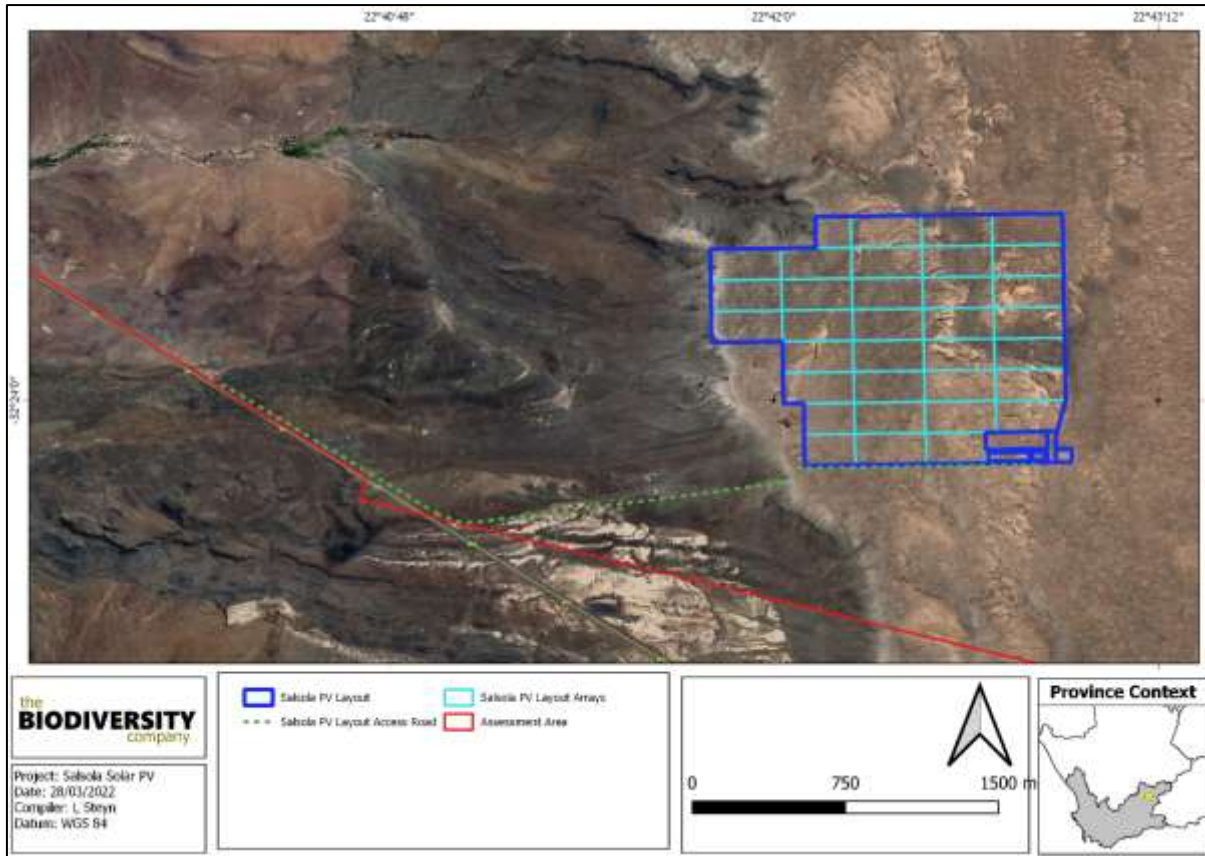 22°40'48"
22°42'0"
22°43'12"
-32°24'0"
the
BIODIVERSITY
company
Project: Salsola Solar PV
Date: 28/03/2022
Compiler: L Steyn
Datum: WGS 84
Salsola PV Layout
Salsola PV Layout Arrays
Salsola PV Layout Access Road
Assessment Area
0 750 1500 m
Province Context